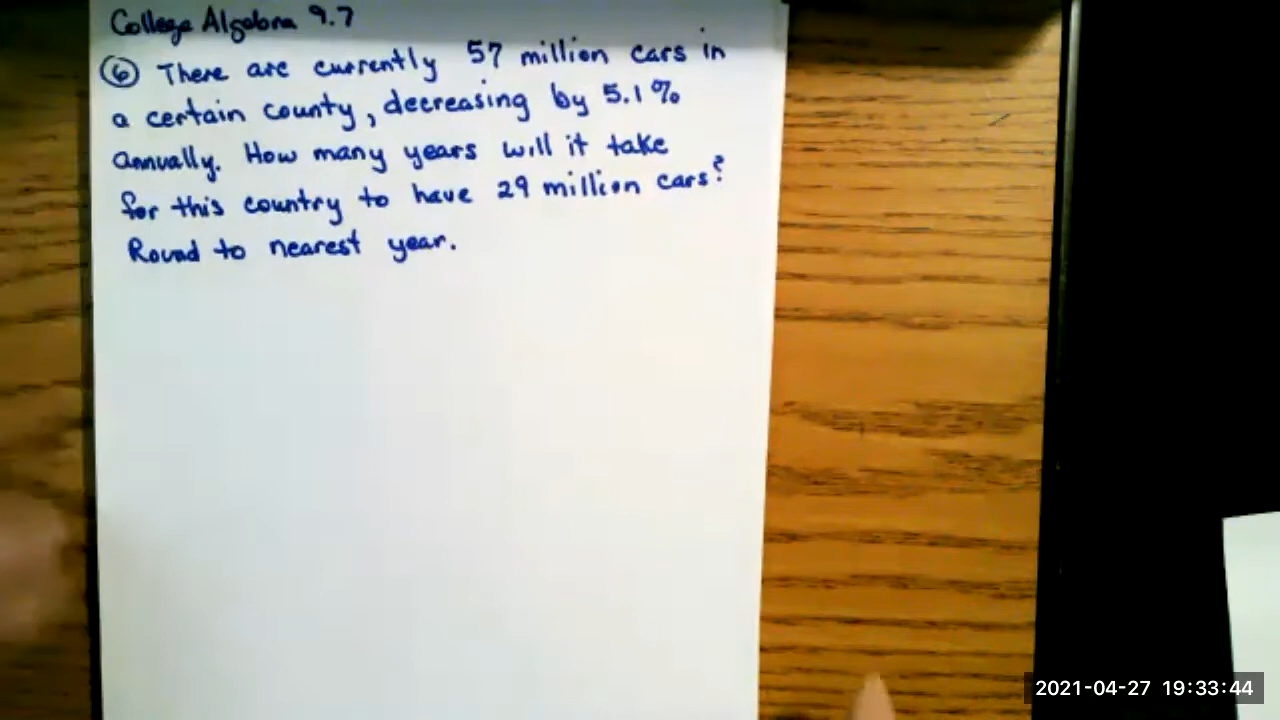 College Algebra 9.7
⑥ There are currently 57 million cars in
a certain county, decreasing by 5.1%
annually. How many years will it take
for this country to have 29 million cars?
Round to nearest year.
2021-04-27 19:33:44